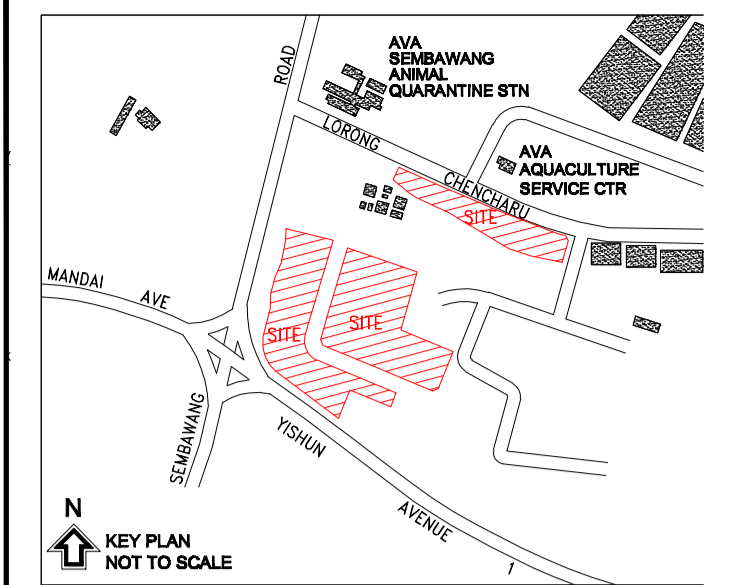 AVA
SEMBAWANG
ANIMAL
QUARANTINE STN
ROAD
LORONG
CHENCHARU
AVA
AQUACULTURE
SERVICE CTR
SITE
MANDAI
AVE
SITE
SITE
SEMBAWANG
YISHUN
AVENUE
1
N
KEY PLAN
NOT TO SCALE